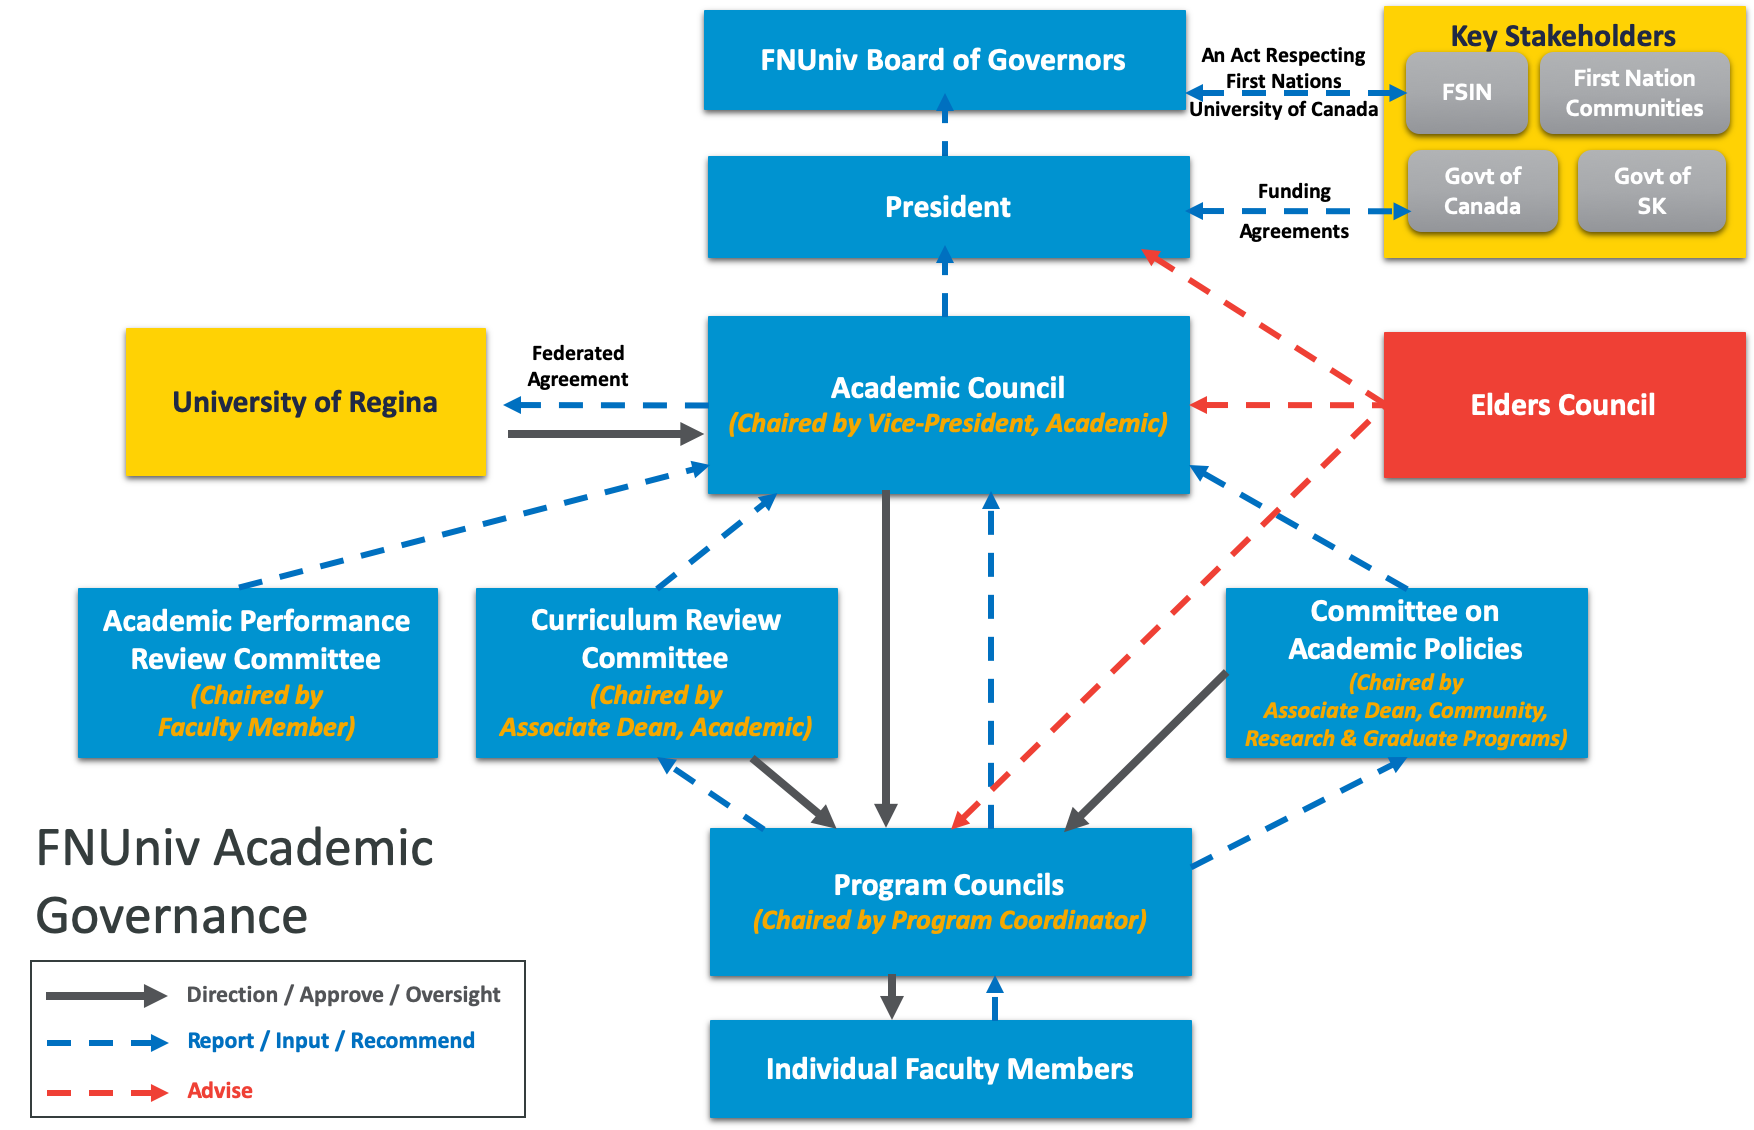 FNUniv Board of Governors
An Act Respecting
First Nations
University of Canada
Key Stakeholders
FSIN
First Nation
Communities
Govt of
Canada
Govt of
SK
President
Funding
Agreements
University of Regina
Federated
Agreement
Academic Council
(Chaired by Vice-President, Academic)
Elders Council
Academic Performance
Review Committee
(Chaired by
Faculty Member)
Curriculum Review
Committee
(Chaired by
Associate Dean, Academic)
Committee on
Academic Policies
(Chaired by
Associate Dean, Community,
Research & Graduate Programs)
FNUniv Academic
Governance
Program Councils
(Chaired by Program Coordinator)
Individual Faculty Members
Direction / Approve / Oversight
Report / Input / Recommend
Advise